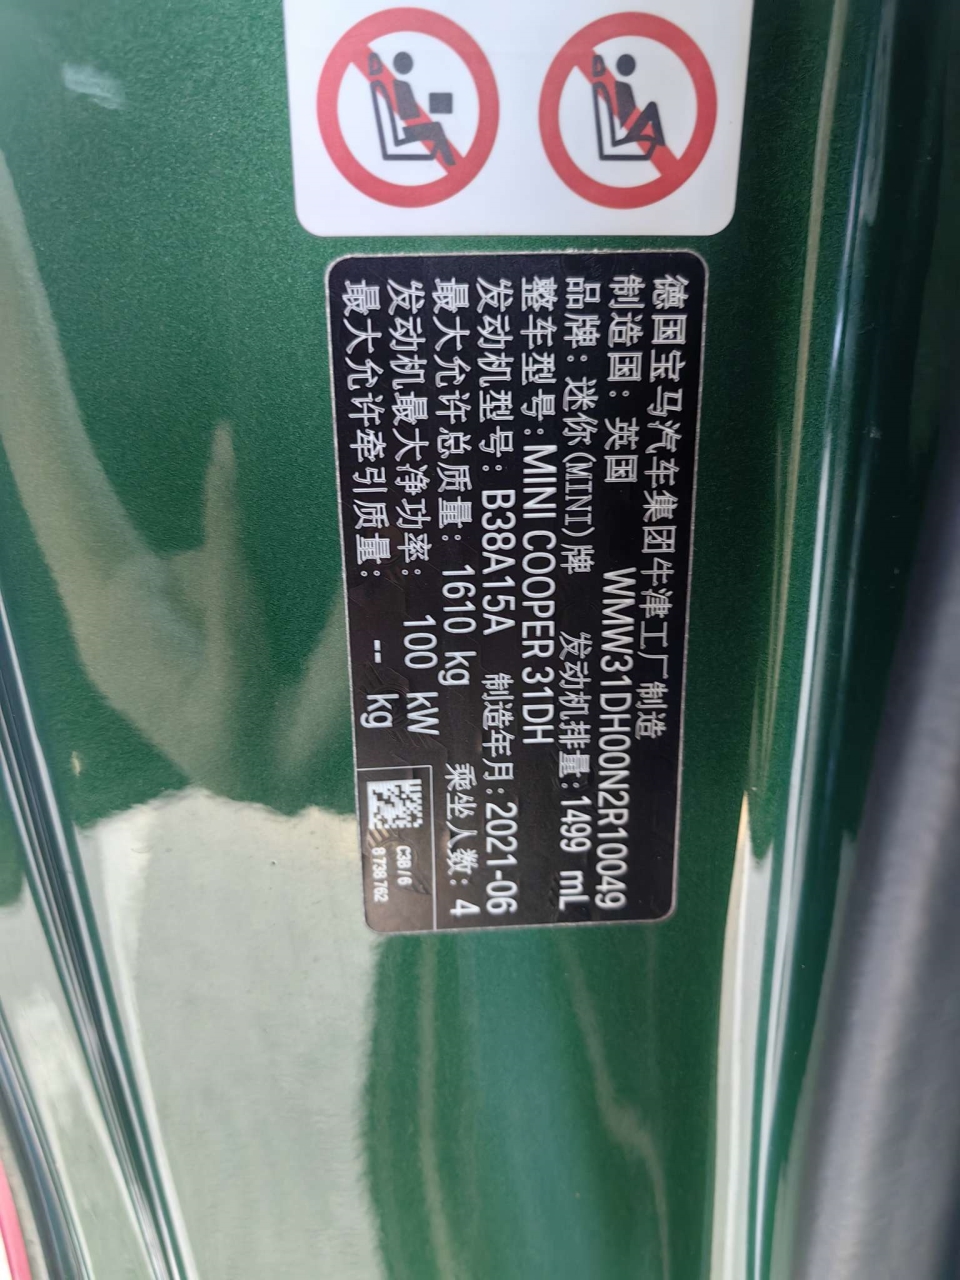 德国宝马汽车集团牛津工厂制造
制造国: 英国 WMW31DH00N2R10049
品牌: 迷你(MINI)牌 发动机排量:1499 mL
整车型号: MINI COOPER 31DH
发动机型号: B38A15A 制造年月: 2021-06
最大允许总质量: 1610 kg 乘坐人数: 4
发动机最大净功率: 100 kW
最大允许牵引质量: -- kg
C3B/6
8 738 762